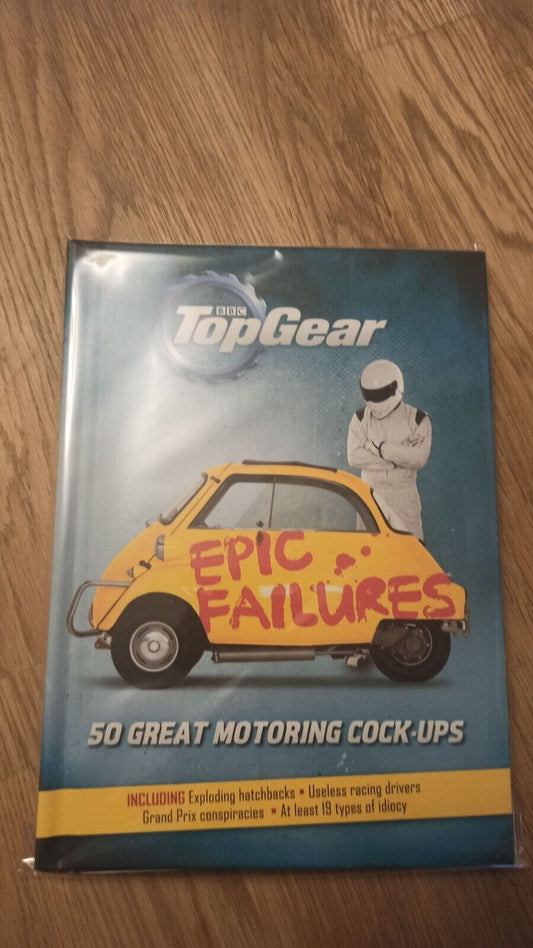 BBC
TopGear
EPIC
FAILURES
50 GREAT MOTORING COCK-UPS
INCLUDING Exploding hatchbacks • Useless racing drivers
Grand Prix conspiracies • At least 19 types of idiocy